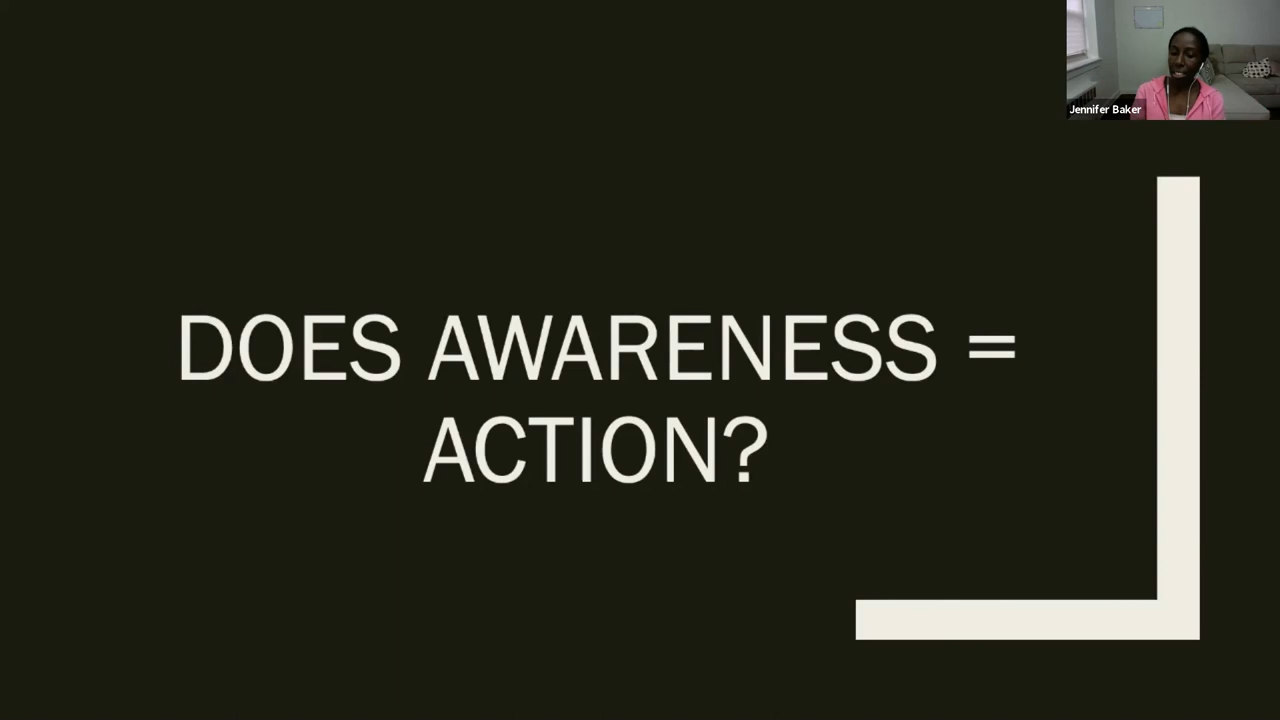 Jennifer Baker
DOES AWARENESS =
ACTION?